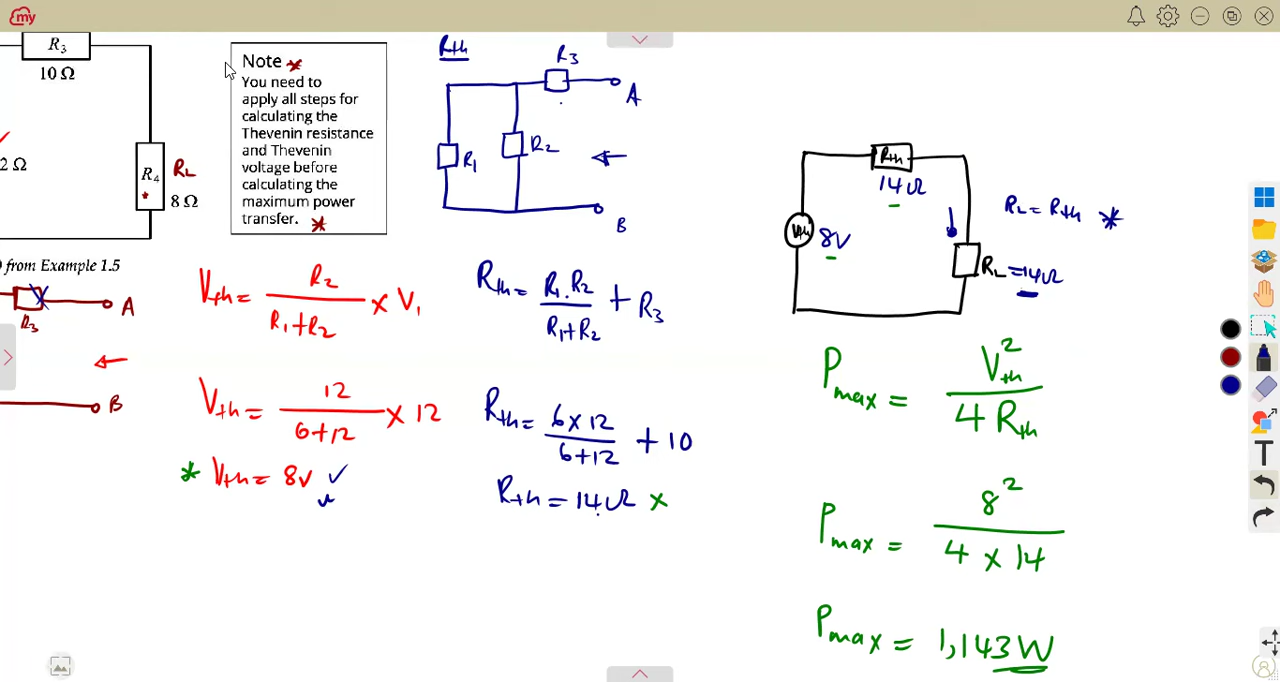 my
R3
10 Ω
2 Ω
R4
RL
8 Ω
from Example 1.5
R3
A
B
Note *
You need to
apply all steps for
calculating the
Thevenin resistance
and Thevenin
voltage before
calculating the
maximum power
transfer. *
Rth
R3
A
R1
R2
B
Vth = R2 / (R1+R2) × V1
Vth = 12 / (6+12) × 12
* Vth = 8V ✓
Rth = R1.R2 / (R1+R2) + R3
Rth = 6×12 / (6+12) + 10
Rth = 14Ω ×
Rth
14Ω
Vth
8V
RL = 14Ω
RL = Rth *
Pmax = Vth² / 4 Rth
Pmax = 8² / 4 × 14
Pmax = 1,143W
T